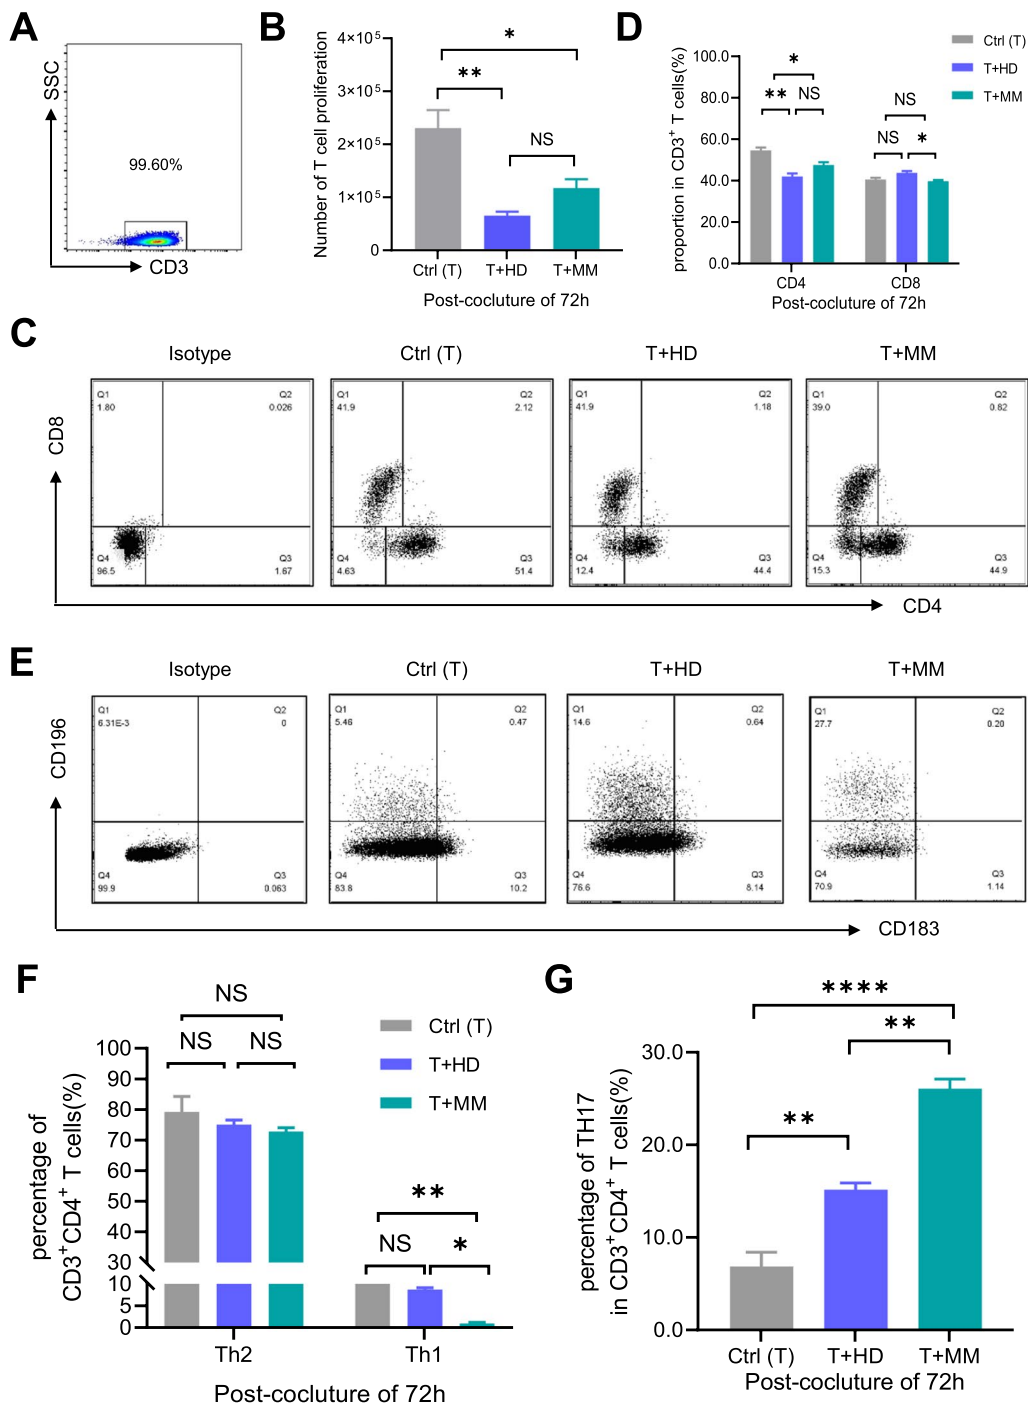 A
SSC
99.60%
CD3
B
Number of T cell proliferation
4×10⁵
3×10⁵
2×10⁵
1×10⁵
0
*
**
NS
Ctrl (T)
T+HD
T+MM
Post-cocluture of 72h
D
proportion in CD3⁺ T cells(%)
100.0
80.0
60.0
40.0
20.0
0.0
*
** NS
NS
NS *
CD4
CD8
Post-cocluture of 72h
Ctrl (T)
T+HD
T+MM
C
Isotype
Ctrl (T)
T+HD
T+MM
CD8
Q1
1.80
Q2
0.026
Q4
96.5
Q3
1.67
Q1
41.9
Q2
2.12
Q4
4.63
Q3
51.4
Q1
41.9
Q2
1.18
Q4
12.4
Q3
44.4
Q1
39.0
Q2
0.82
Q4
15.3
Q3
44.9
CD4
E
Isotype
Ctrl (T)
T+HD
T+MM
CD196
Q1
6.31E-3
Q2
0
Q4
99.9
Q3
0.063
Q1
5.46
Q2
0.47
Q4
83.8
Q3
10.2
Q1
14.6
Q2
0.64
Q4
76.6
Q3
8.14
Q1
27.7
Q2
0.20
Q4
70.9
Q3
1.14
CD183
F
percentage of
CD3⁺CD4⁺ T cells(%)
100
90
80
70
60
50
40
30
10
5
0
NS
NS NS
**
NS *
Th2
Th1
Post-cocluture of 72h
Ctrl (T)
T+HD
T+MM
G
percentage of TH17
in CD3⁺CD4⁺ T cells(%)
30.0
20.0
10.0
0.0
****
**
**
Ctrl (T)
T+HD
T+MM
Post-cocluture of 72h